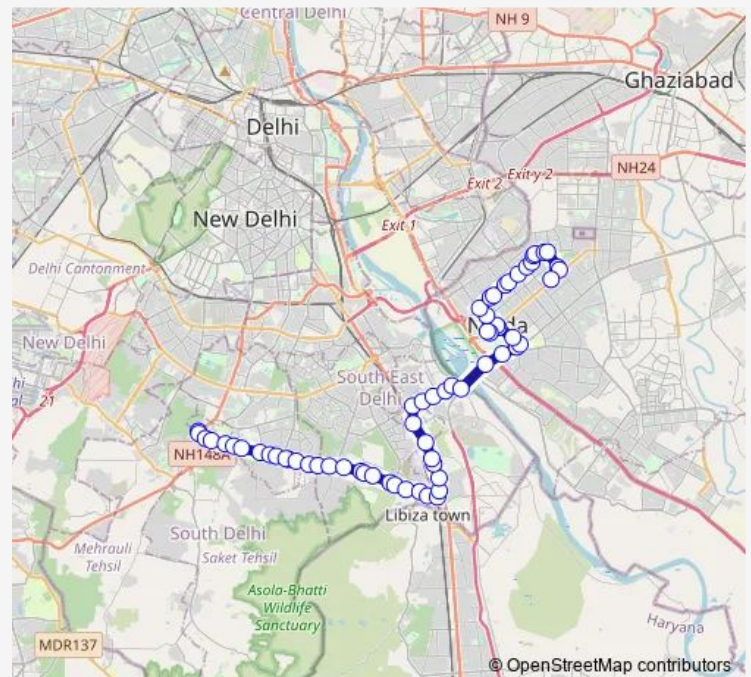 Central Delhi
NH 9
Ghaziabad
Delhi
Exit 2
Exit-y 2
NH24
New Delhi
Exit 1
Delhi Cantonment
New Delhi
21
South East
Delhi
NH148A
Libiza town
South Delhi
Mehrauli
Tehsil
Saket Tehsil
Asola-Bhatti
Wildlife
Sanctuary
Haryana
MDR137
© OpenStreetMap contributors